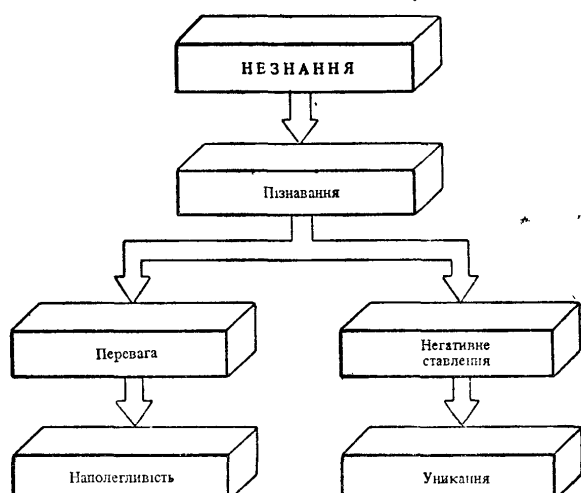 НЕЗНАННЯ
Пізнавання
Перевага
Негативне
ставлення
Наполегливість
Уникання